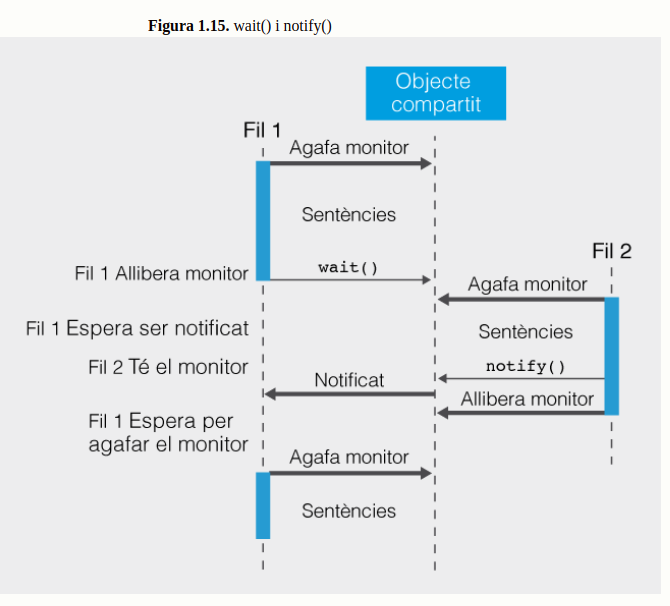 Figura 1.15. wait() i notify()
Objecte
compartit
Fil 1
Agafa monitor
Sentències
Fil 1 Allibera monitor
wait()
Fil 2
Agafa monitor
Fil 1 Espera ser notificat
Sentències
Fil 2 Té el monitor
notify()
Notificat
Allibera monitor
Fil 1 Espera per
agafar el monitor
Agafa monitor
Sentències